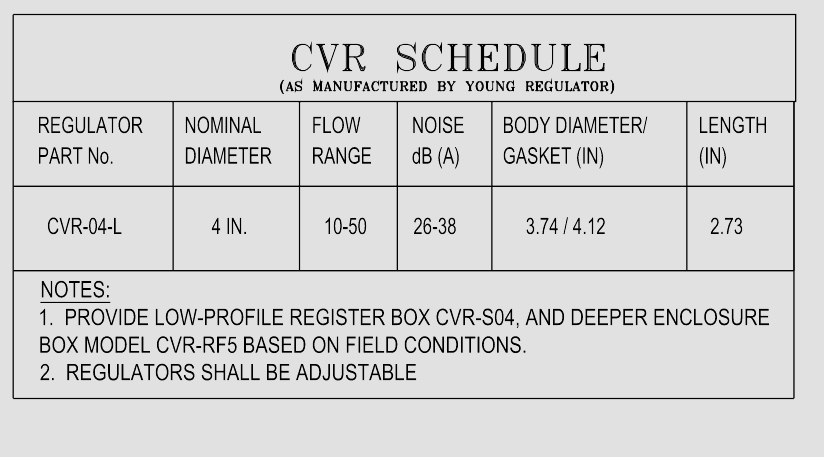 CVR SCHEDULE
(AS MANUFACTURED BY YOUNG REGULATOR)
REGULATOR PART No. NOMINAL DIAMETER FLOW RANGE NOISE dB (A) BODY DIAMETER/ GASKET (IN) LENGTH (IN)
CVR-04-L 4 IN. 10-50 26-38 3.74 / 4.12 2.73
NOTES:
1. PROVIDE LOW-PROFILE REGISTER BOX CVR-S04, AND DEEPER ENCLOSURE
BOX MODEL CVR-RF5 BASED ON FIELD CONDITIONS.
2. REGULATORS SHALL BE ADJUSTABLE